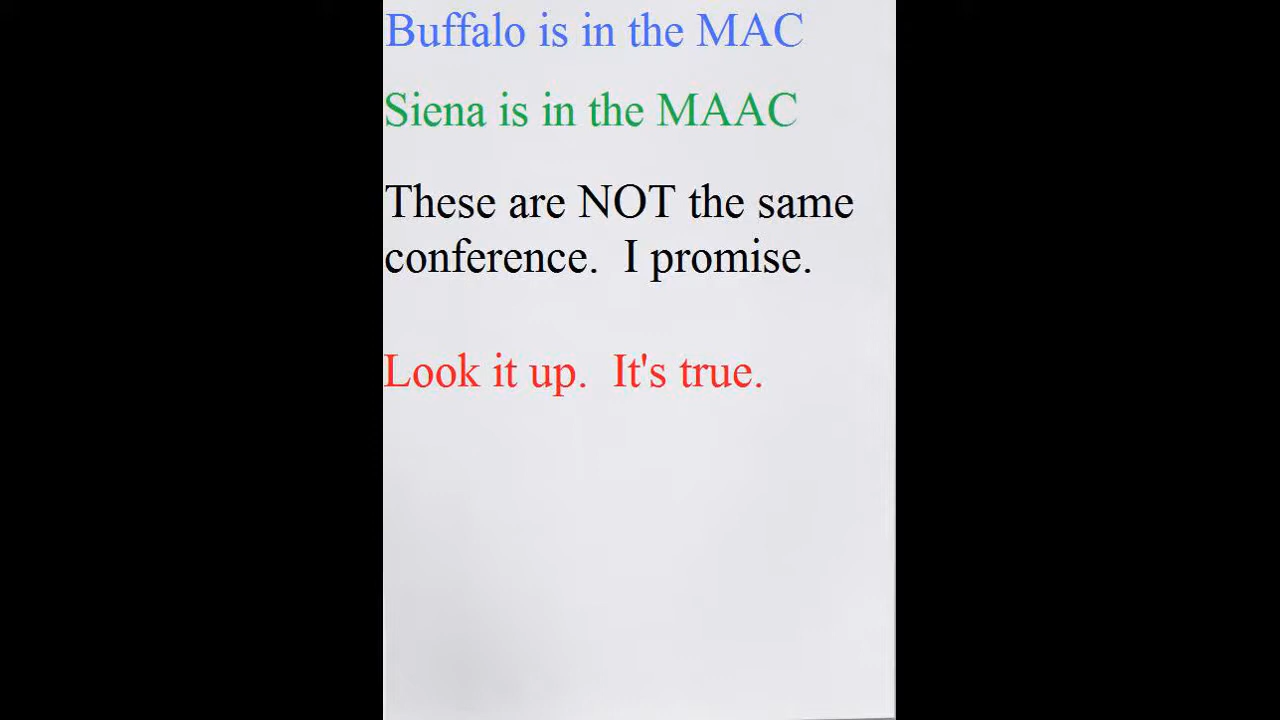 Buffalo is in the MAC
Siena is in the MAAC
These are NOT the same
conference.  I promise.
Look it up.  It's true.